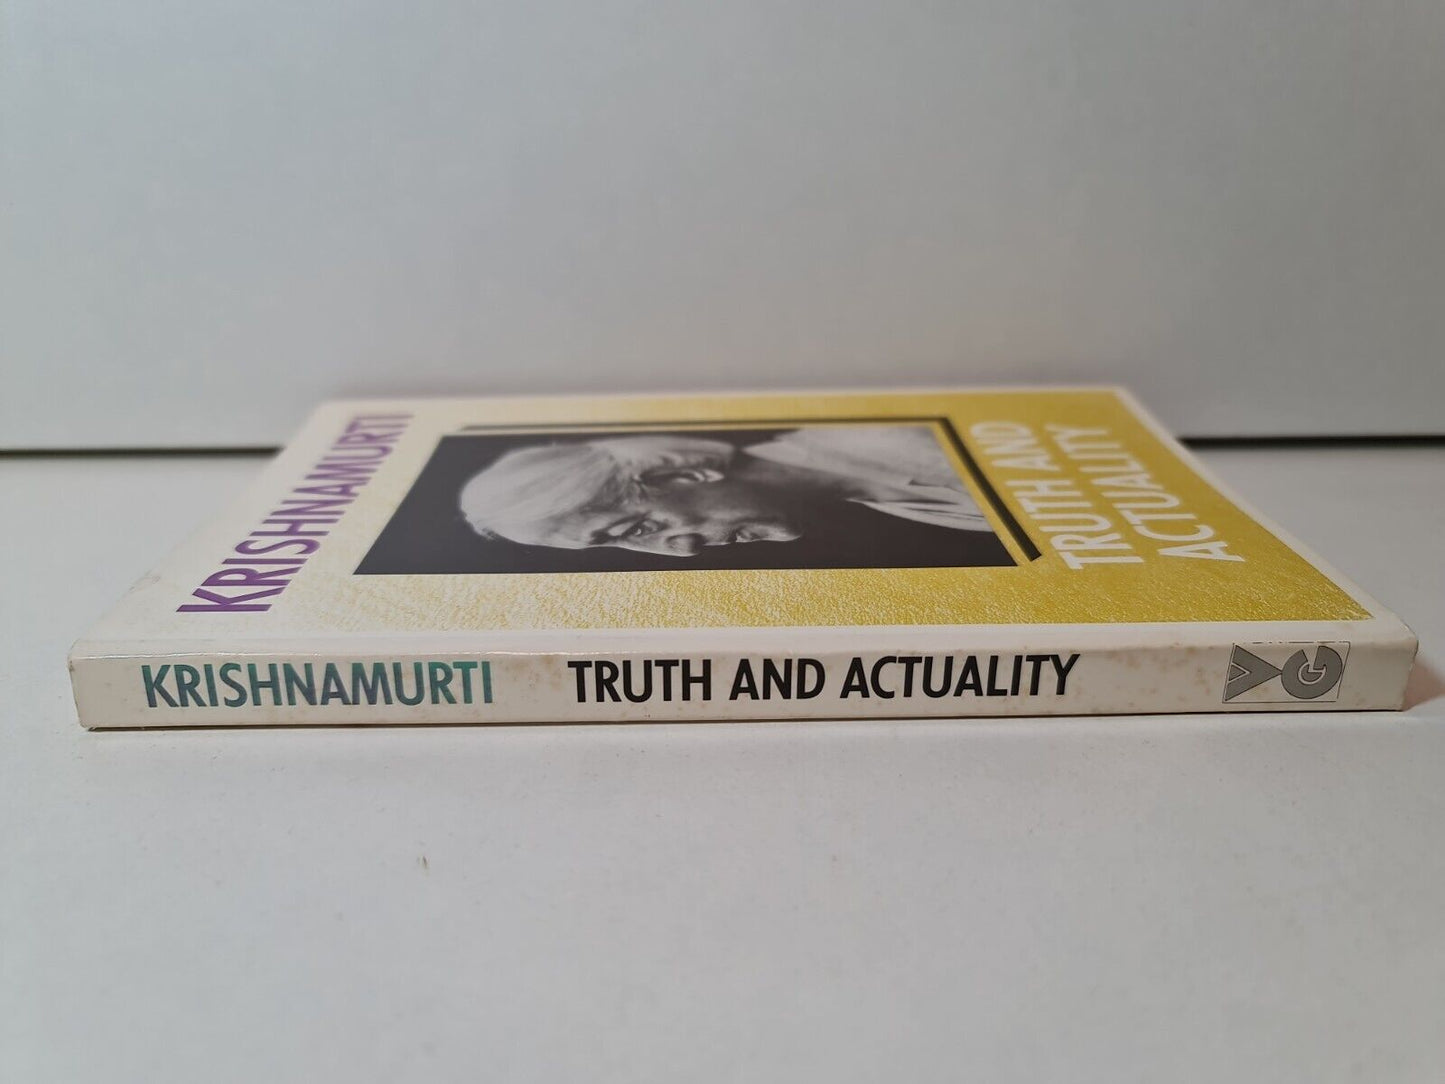 KRISHNAMURTI
TRUTH AND
ACTUALITY
KRISHNAMURTI TRUTH AND ACTUALITY
VG